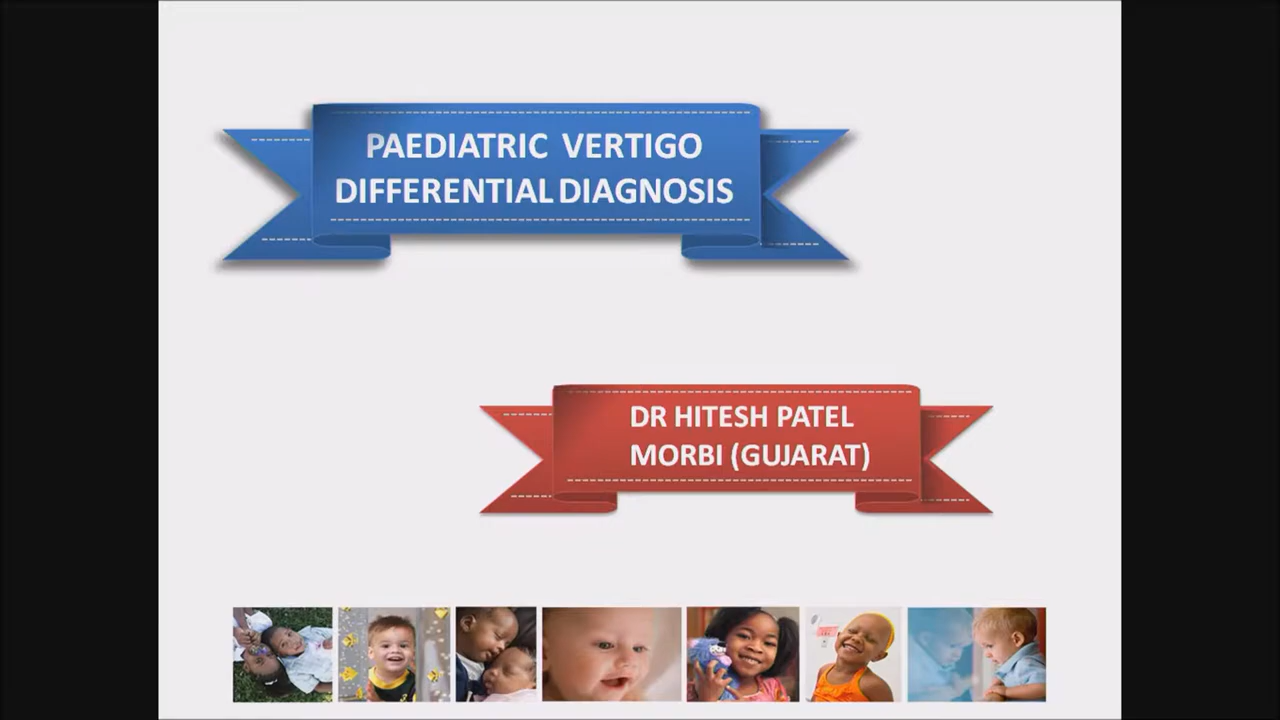 PAEDIATRIC VERTIGO
DIFFERENTIAL DIAGNOSIS
DR HITESH PATEL
MORBI (GUJARAT)